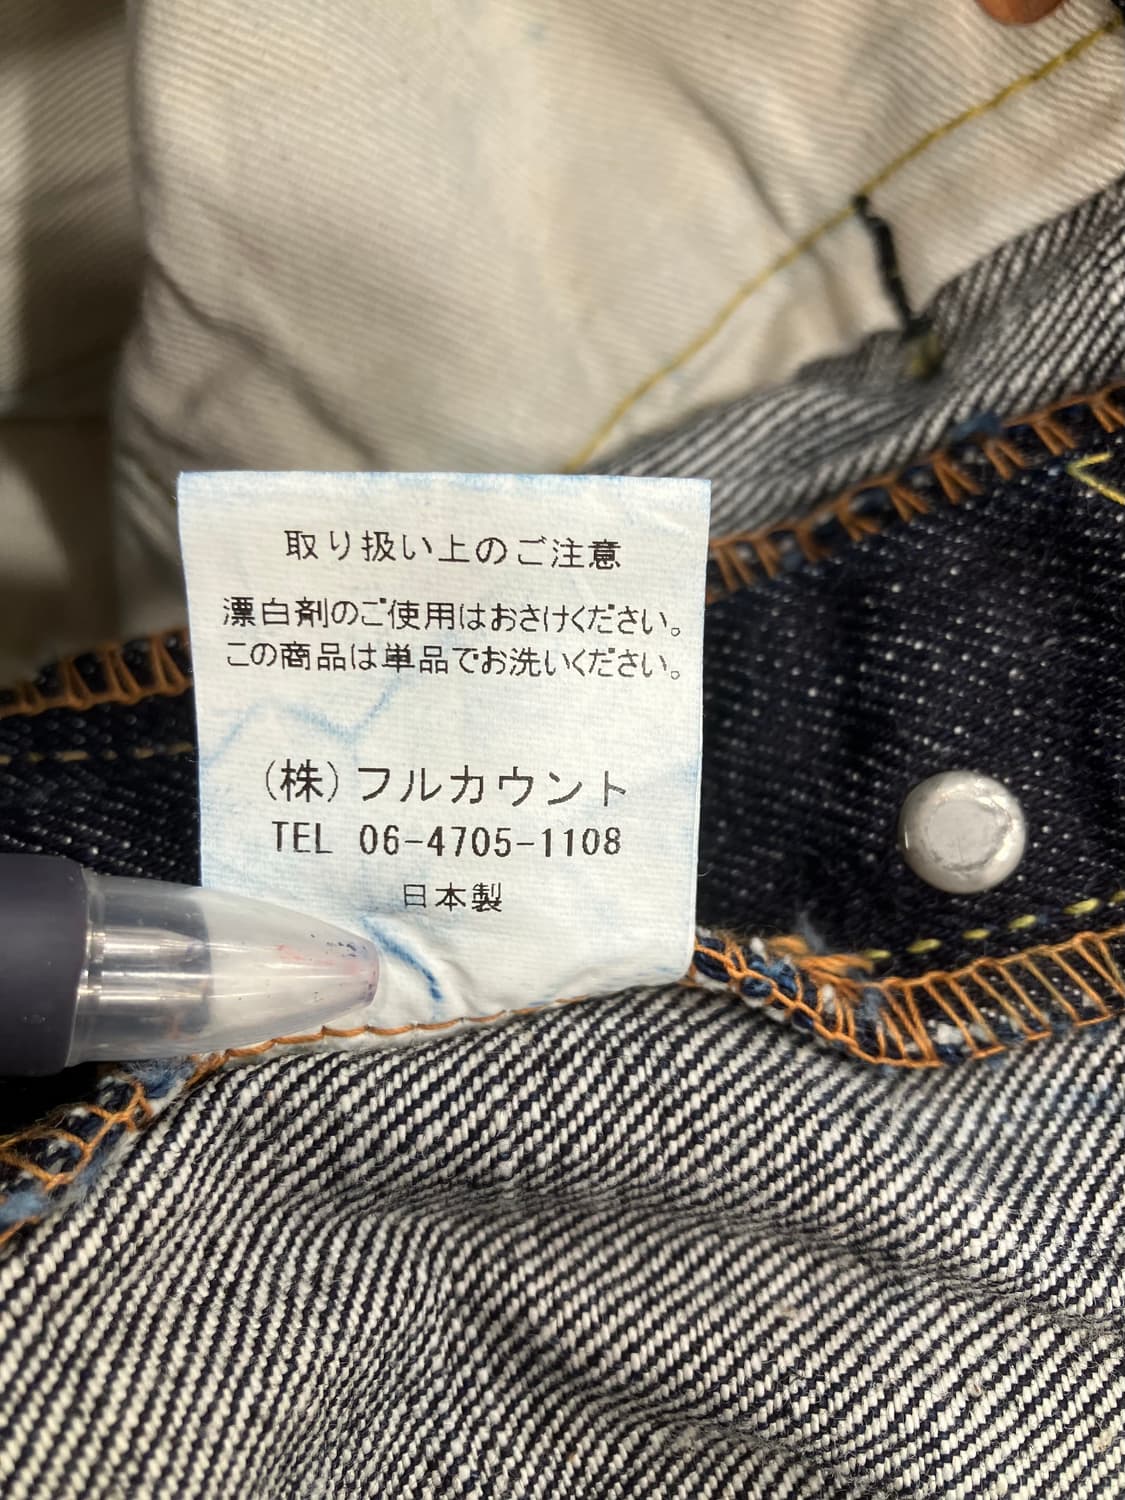 取り扱い上のご注意
漂白剤のご使用はおさけください。
この商品は単品でお洗いください。
(株)フルカウント
TEL 06-4705-1108
日本製